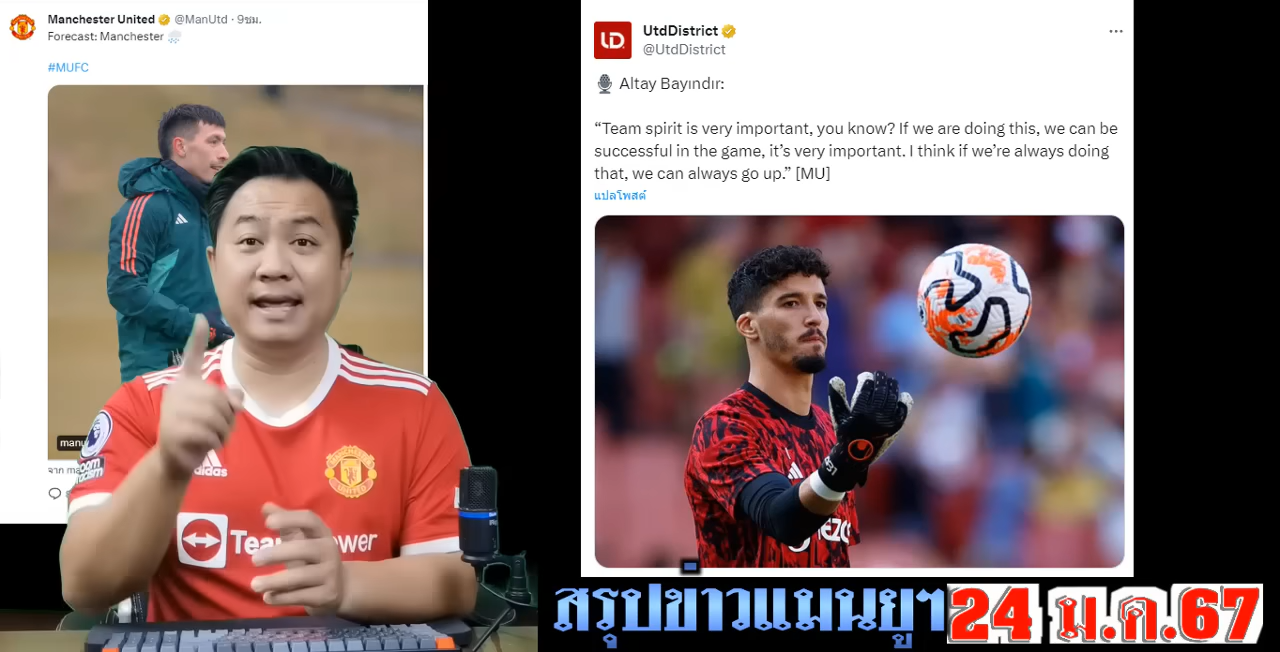 Manchester United @ManUtd · 9ชม.
Forecast: Manchester
#MUFC
UtdDistrict
@UtdDistrict
Altay Bayındır:
“Team spirit is very important, you know? If we are doing this, we can be
successful in the game, it’s very important. I think if we’re always doing
that, we can always go up.” [MU]
แปลโพสต์
adidas
สรุปข่าวแมนยูฯ24 ม.ค.67